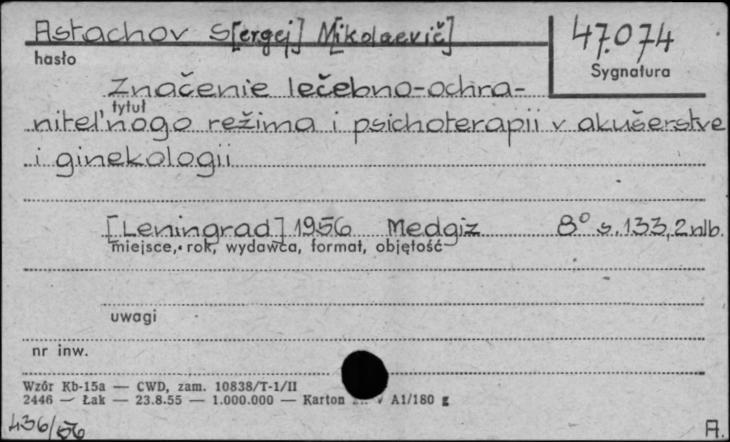 Astachov S[ergej] M[ikolaevič]
47.074
hasło
Sygnatura
Značenie lečebno-ochra-
tytuł
nitel'nogo režima i psichoterapii v akušerstve
i ginekologii
[Leningrad] 1956 Medgiz 8° s. 133, 2 nlb.
miejsce, rok, wydawca, format, objętość
uwagi
nr inw.
Wzór Kb-15a — CWD, zam. 10838/T-1/II
2446 — Łak — 23.8.55 — 1.000.000 — Karton V A1/180 g
436/56
A.